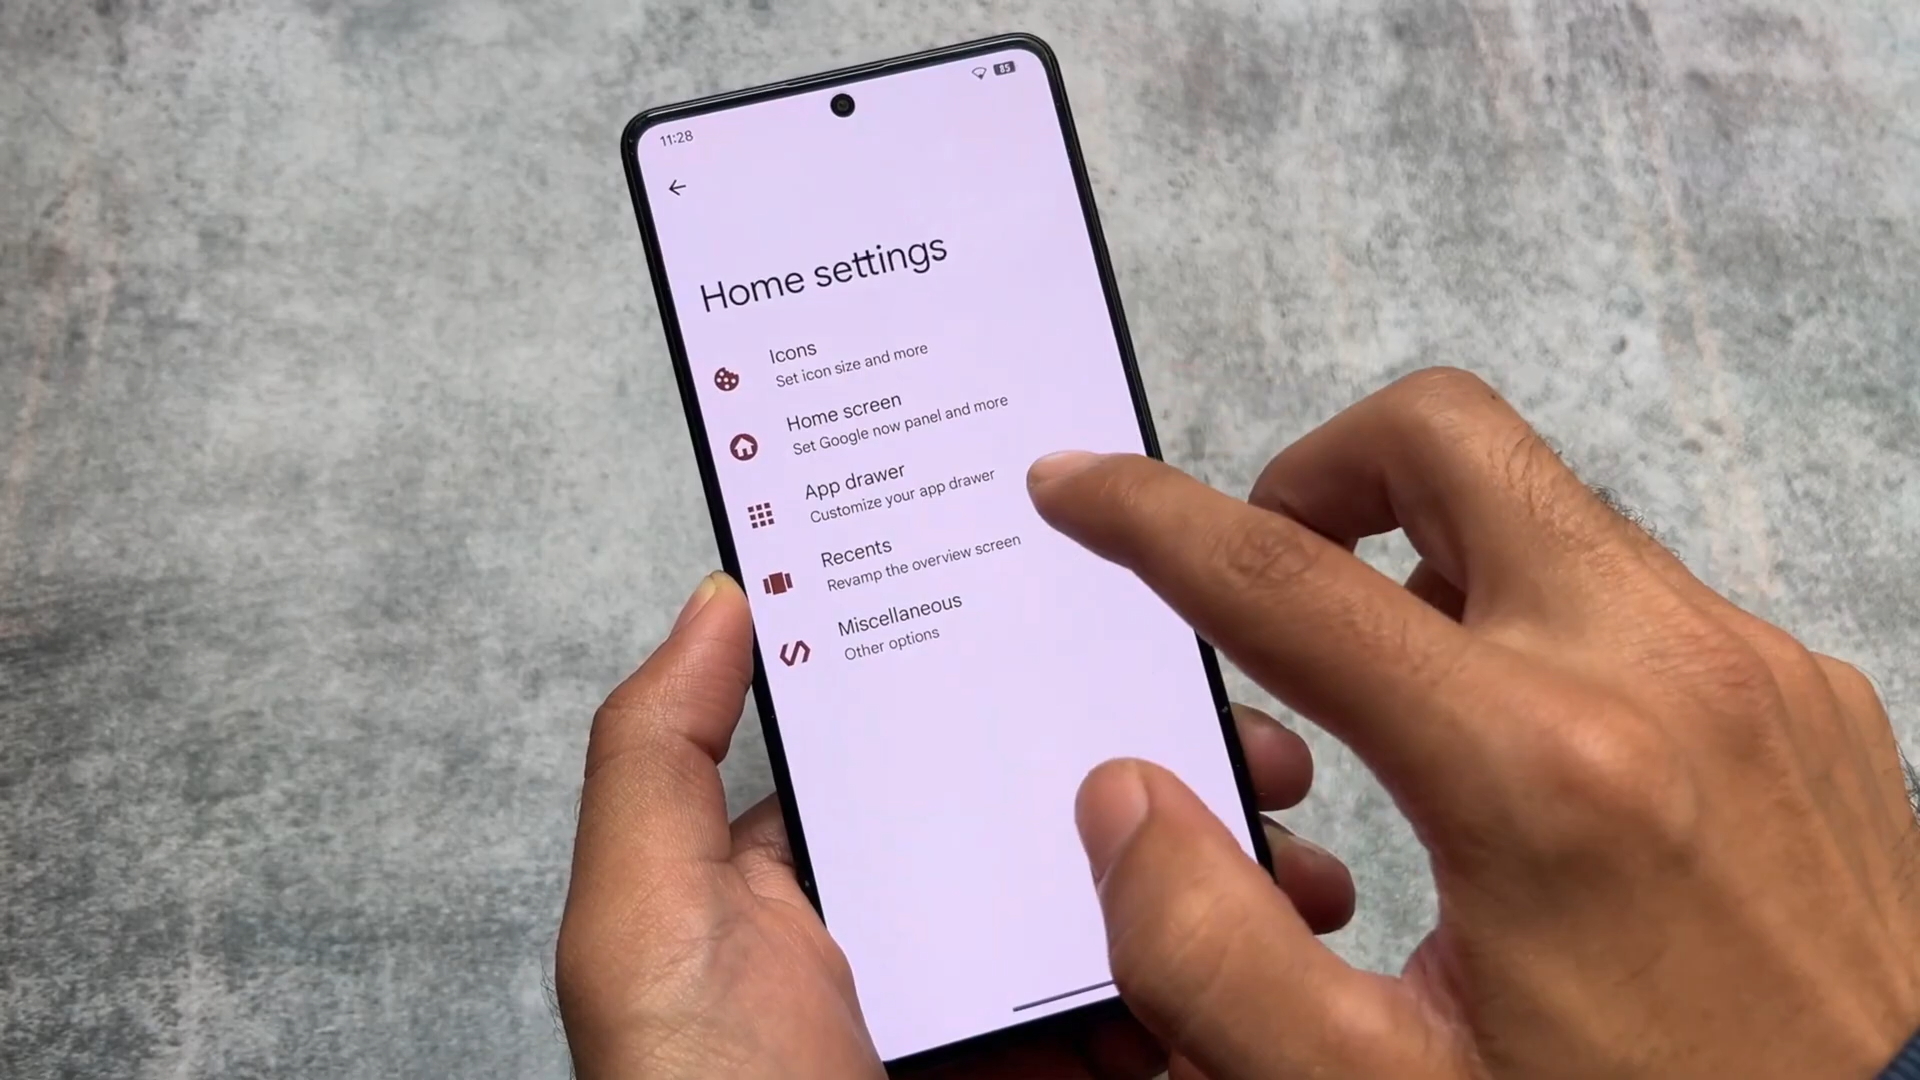 11:28
85
Home settings
Icons
Set icon size and more
Home screen
Set Google now panel and more
App drawer
Customize your app drawer
Recents
Revamp the overview screen
Miscellaneous
Other options